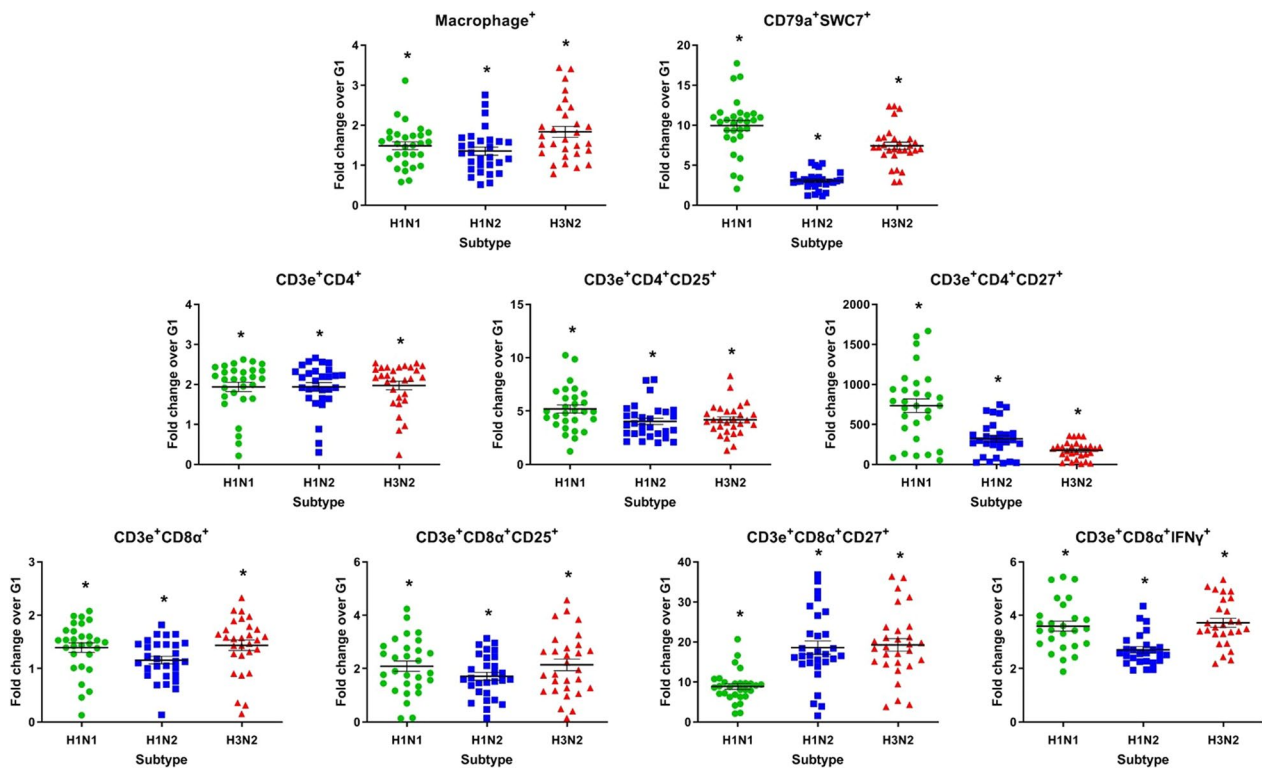 Macrophage⁺
CD79a⁺SWC7⁺
Fold change over G1
4
3
2
1
0
*
*
*
H1N1
H1N2
H3N2
Subtype
Fold change over G1
20
15
10
5
0
*
*
*
H1N1
H1N2
H3N2
Subtype
CD3e⁺CD4⁺
CD3e⁺CD4⁺CD25⁺
CD3e⁺CD4⁺CD27⁺
Fold change over G1
4
3
2
1
0
*
*
*
H1N1
H1N2
H3N2
Subtype
Fold change over G1
15
10
5
0
*
*
*
H1N1
H1N2
H3N2
Subtype
Fold change over G1
2000
1500
1000
500
0
*
*
*
H1N1
H1N2
H3N2
Subtype
CD3e⁺CD8α⁺
CD3e⁺CD8α⁺CD25⁺
CD3e⁺CD8α⁺CD27⁺
CD3e⁺CD8α⁺IFNγ⁺
Fold change over G1
3
2
1
0
*
*
*
H1N1
H1N2
H3N2
Subtype
Fold change over G1
6
4
2
0
*
*
*
H1N1
H1N2
H3N2
Subtype
Fold change over G1
40
30
20
10
0
*
*
*
H1N1
H1N2
H3N2
Subtype
Fold change over G1
6
4
2
0
*
*
*
H1N1
H1N2
H3N2
Subtype